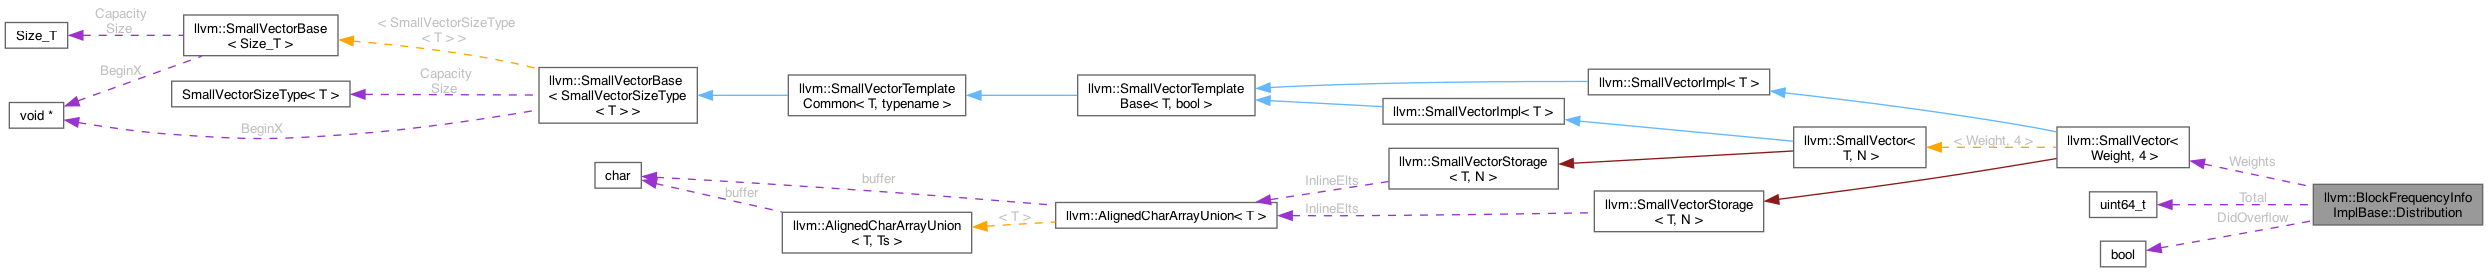 Size_T
Capacity
Size
llvm::SmallVectorBase
< Size_T >
< SmallVectorSizeType
< T > >
BeginX
SmallVectorSizeType< T >
Capacity
Size
void *
BeginX
llvm::SmallVectorBase
< SmallVectorSizeType
< T > >
llvm::SmallVectorTemplate
Common< T, typename >
llvm::SmallVectorTemplate
Base< T, bool >
llvm::SmallVectorImpl< T >
llvm::SmallVectorImpl< T >
char
buffer
buffer
llvm::AlignedCharArrayUnion
< T, Ts >
< T >
llvm::AlignedCharArrayUnion< T >
InlineElts
InlineElts
llvm::SmallVectorStorage
< T, N >
llvm::SmallVectorStorage
< T, N >
llvm::SmallVector<
T, N >
< Weight, 4 >
llvm::SmallVector<
Weight, 4 >
Weights
uint64_t
Total
DidOverflow
bool
llvm::BlockFrequencyInfo
ImplBase::Distribution